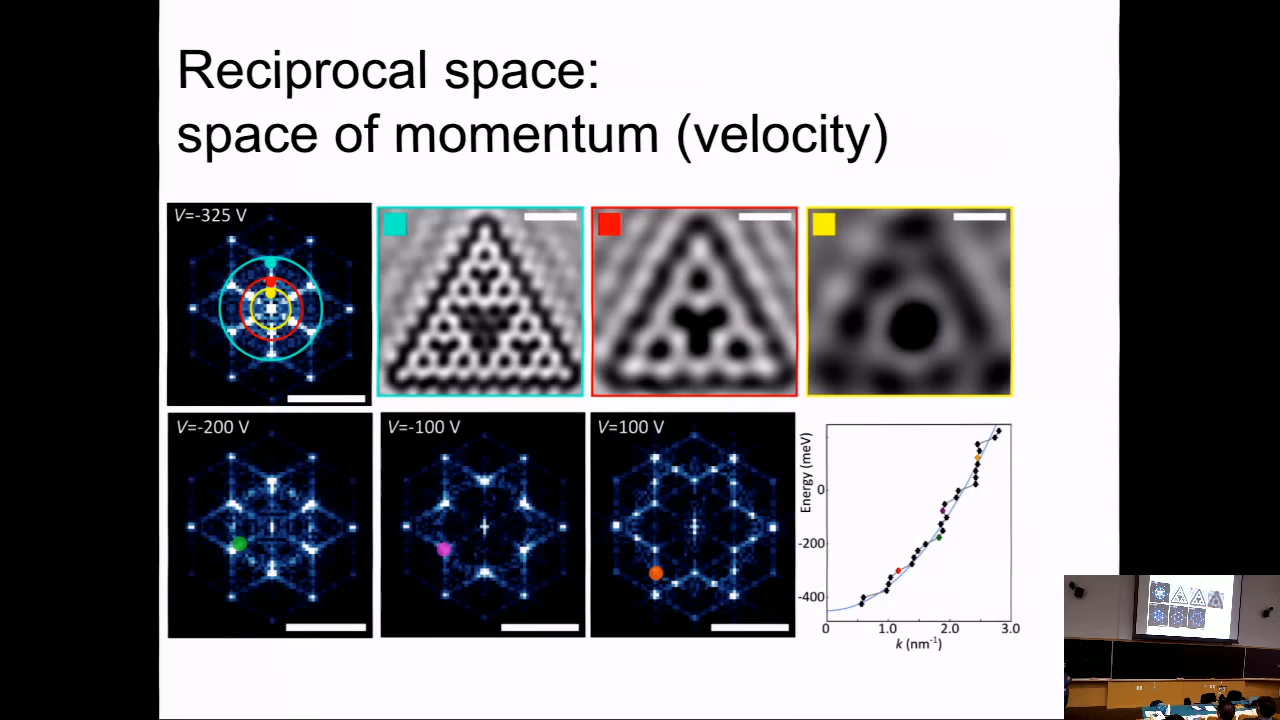 Reciprocal space:
space of momentum (velocity)
V=-325 V
V=-200 V
V=-100 V
V=100 V
Energy (meV)
0
-200
-400
0
1.0
2.0
3.0
k (nm⁻¹)